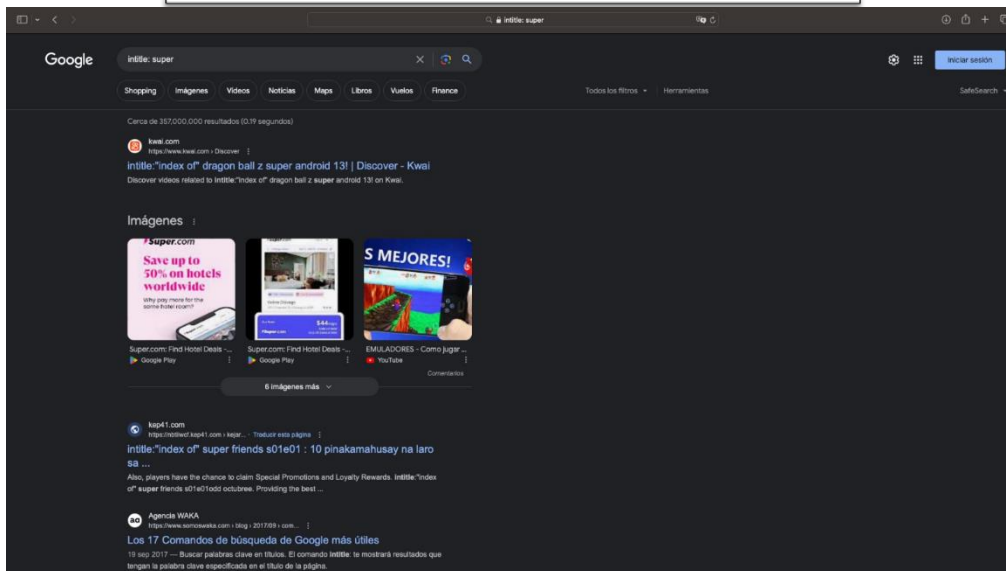 intitle: super
Google
intitle: super
Iniciar sesión
Shopping Imágenes Videos Noticias Maps Libros Vuelos Finance
Todos los filtros Herramientas
SafeSearch
Cerca de 357,000,000 resultados (0.19 segundos)
kwai.com
https://www.kwai.com › Discover
intitle:"index of" dragon ball z super android 13! | Discover - Kwai
Discover videos related to intitle:"index of" dragon ball z super android 13! on Kwai.
Imágenes
Super.com
Save up to
50% on hotels
worldwide
Why pay more for the
same hotel room?
$44
S MEJORES!
Super.com: Find Hotel Deals -...
Google Play
Super.com: Find Hotel Deals -...
Google Play
EMULADORES - Como jugar ...
YouTube
Comentarios
6 imágenes más
kep41.com
Traducir esta página
intitle:"index of" super friends s01e01 : 10 pinakamahusay na laro
sa ...
Also, players have the chance to claim Special Promotions and Loyalty Rewards. Intitle:"index
of" super friends s01e01odd octubree. Providing the best ...
Agencia WAKA
https://www.somoswaka.com › blog › 2017/09 › com...
Los 17 Comandos de búsqueda de Google más útiles
19 sep 2017 — Buscar palabras clave en títulos. El comando Intitle: te mostrará resultados que
tengan la palabra clave especificada en el título de la página.